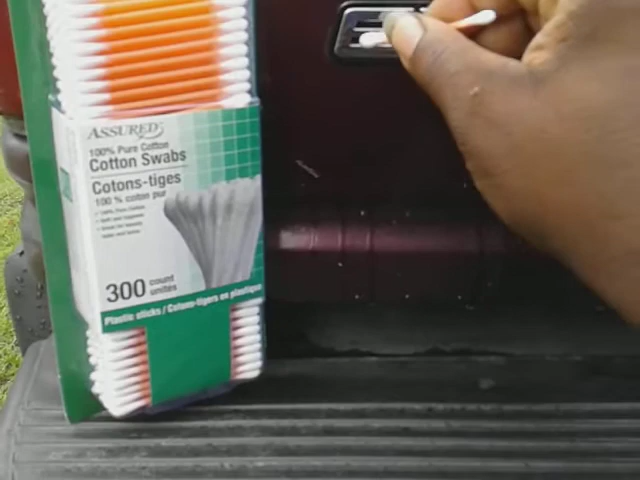 ASSURED
100% Pure Cotton
Cotton Swabs
Cotons-tiges
100 % coton pur
300 count
unités
Plastic sticks / Cotons-tiges en plastique